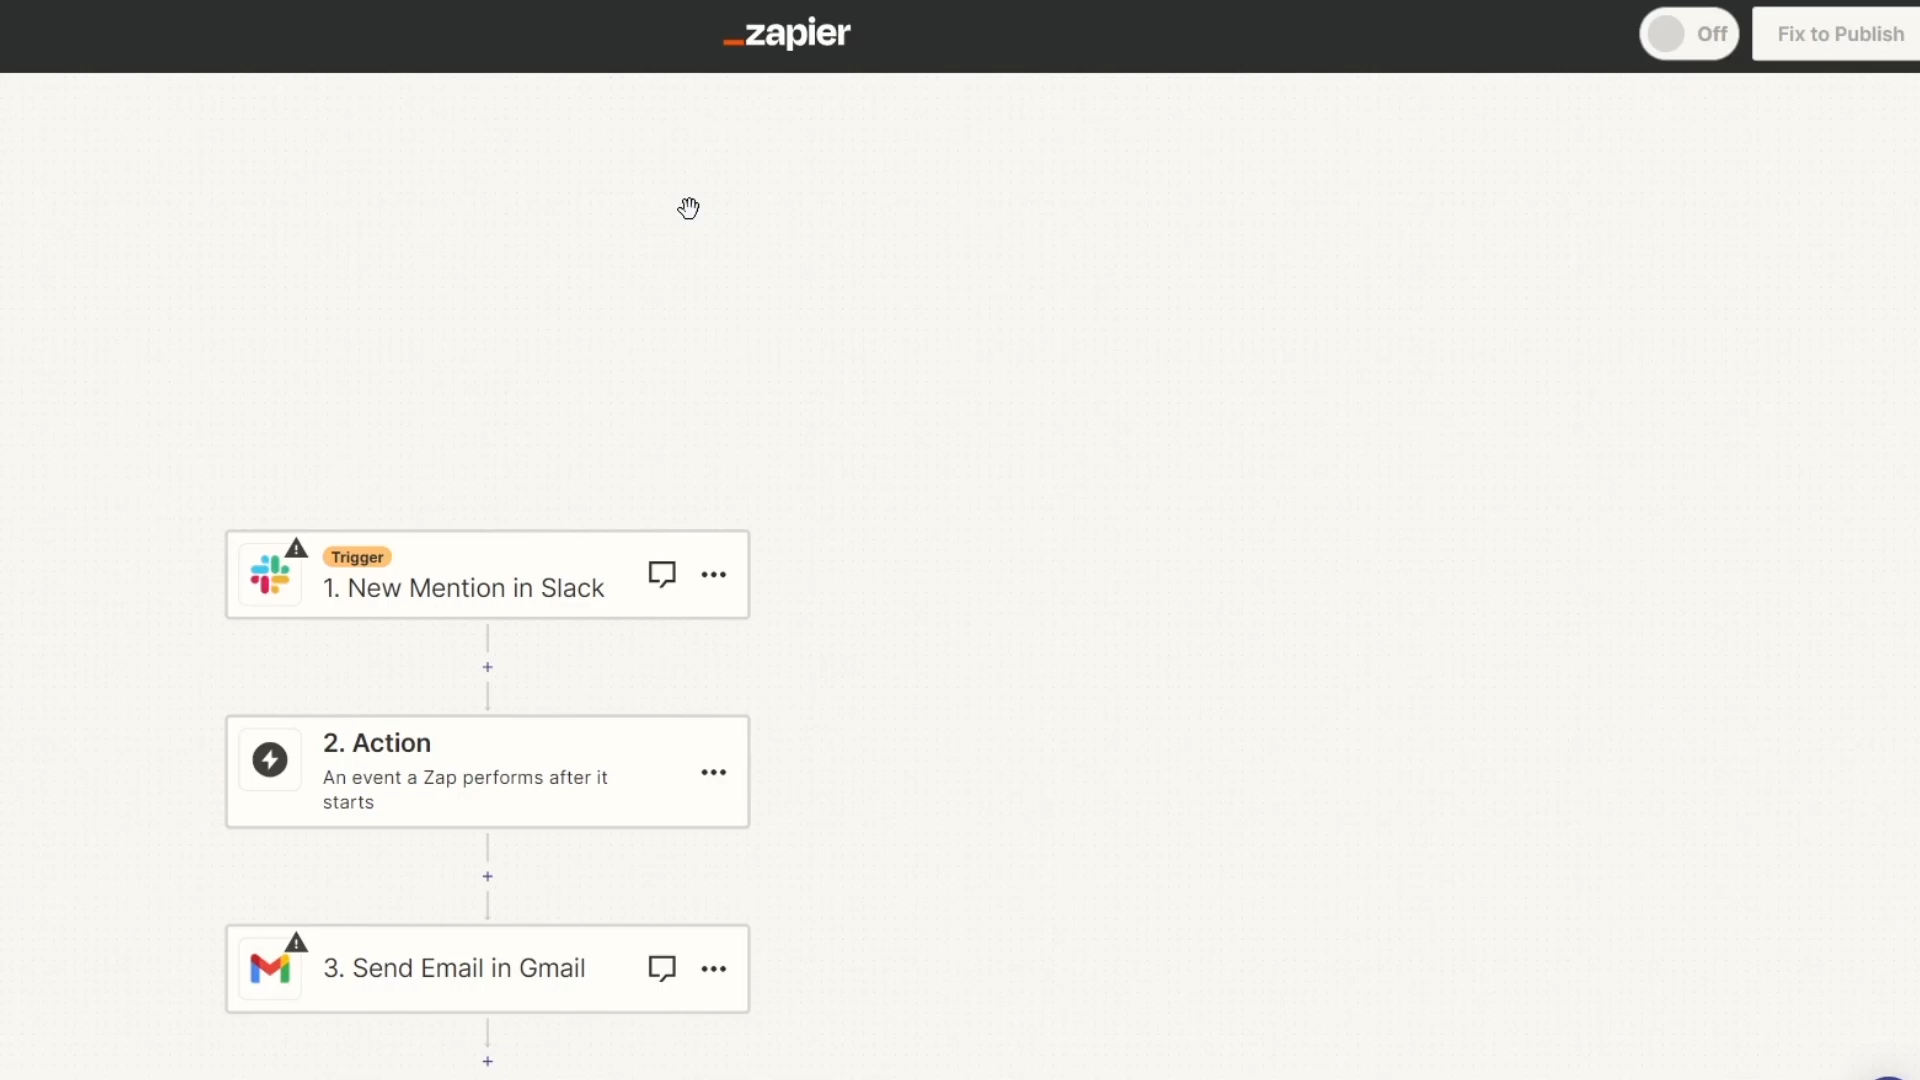 zapier
Off
Fix to Publish
Trigger
1. New Mention in Slack
2. Action
An event a Zap performs after it
starts
3. Send Email in Gmail